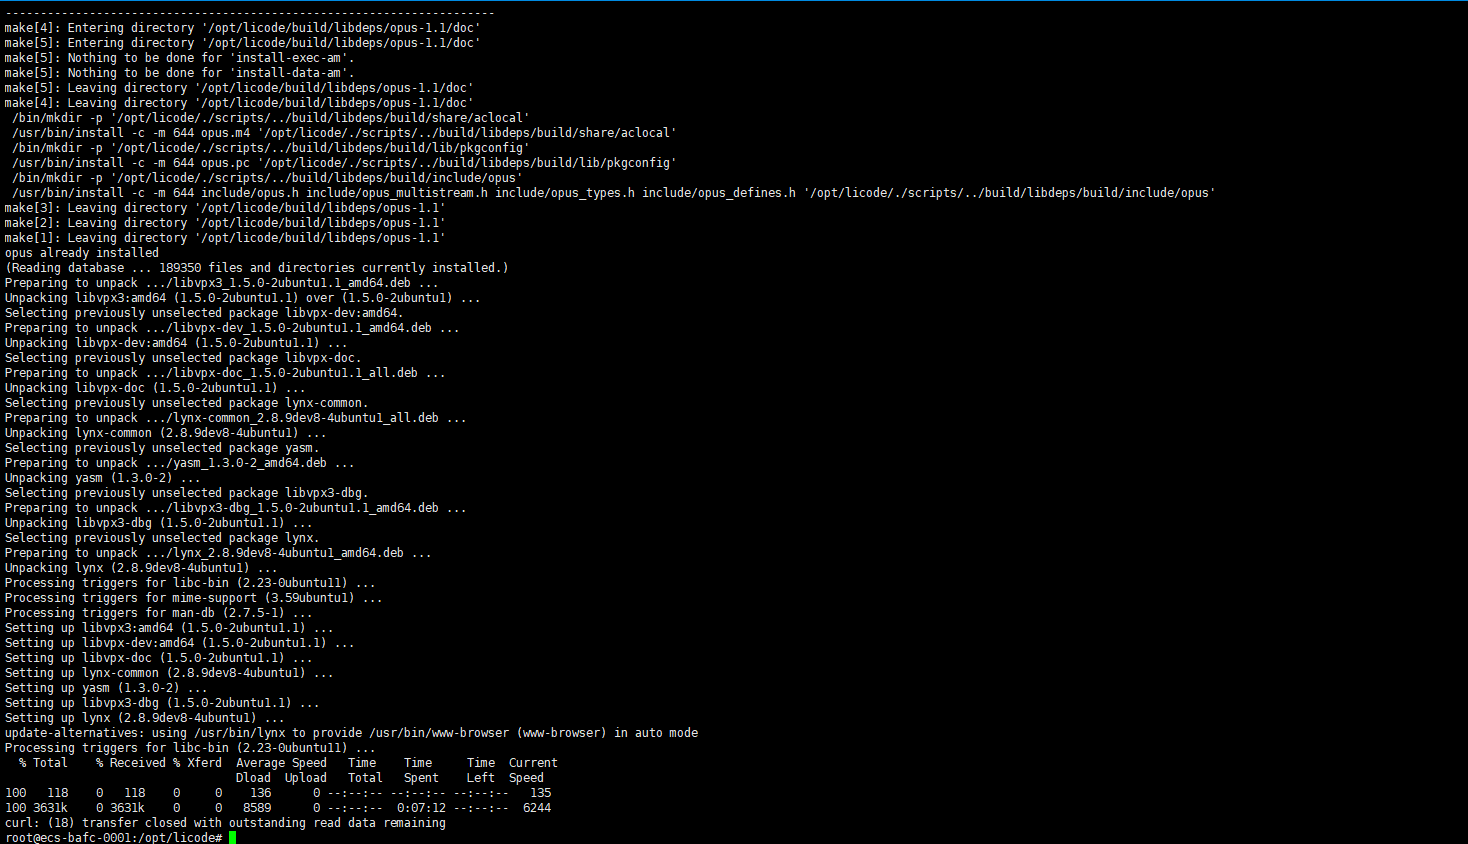 ----------------------------------------------------------------------
make[4]: Entering directory '/opt/licode/build/libdeps/opus-1.1/doc'
make[5]: Entering directory '/opt/licode/build/libdeps/opus-1.1/doc'
make[5]: Nothing to be done for 'install-exec-am'.
make[5]: Nothing to be done for 'install-data-am'.
make[5]: Leaving directory '/opt/licode/build/libdeps/opus-1.1/doc'
make[4]: Leaving directory '/opt/licode/build/libdeps/opus-1.1/doc'
 /bin/mkdir -p '/opt/licode/./scripts/../build/libdeps/build/share/aclocal'
 /usr/bin/install -c -m 644 opus.m4 '/opt/licode/./scripts/../build/libdeps/build/share/aclocal'
 /bin/mkdir -p '/opt/licode/./scripts/../build/libdeps/build/lib/pkgconfig'
 /usr/bin/install -c -m 644 opus.pc '/opt/licode/./scripts/../build/libdeps/build/lib/pkgconfig'
 /bin/mkdir -p '/opt/licode/./scripts/../build/libdeps/build/include/opus'
 /usr/bin/install -c -m 644 include/opus.h include/opus_multistream.h include/opus_types.h include/opus_defines.h '/opt/licode/./scripts/../build/libdeps/build/include/opus'
make[3]: Leaving directory '/opt/licode/build/libdeps/opus-1.1'
make[2]: Leaving directory '/opt/licode/build/libdeps/opus-1.1'
make[1]: Leaving directory '/opt/licode/build/libdeps/opus-1.1'
opus already installed
(Reading database ... 189350 files and directories currently installed.)
Preparing to unpack .../libvpx3_1.5.0-2ubuntu1.1_amd64.deb ...
Unpacking libvpx3:amd64 (1.5.0-2ubuntu1.1) over (1.5.0-2ubuntu1) ...
Selecting previously unselected package libvpx-dev:amd64.
Preparing to unpack .../libvpx-dev_1.5.0-2ubuntu1.1_amd64.deb ...
Unpacking libvpx-dev:amd64 (1.5.0-2ubuntu1.1) ...
Selecting previously unselected package libvpx-doc.
Preparing to unpack .../libvpx-doc_1.5.0-2ubuntu1.1_all.deb ...
Unpacking libvpx-doc (1.5.0-2ubuntu1.1) ...
Selecting previously unselected package lynx-common.
Preparing to unpack .../lynx-common_2.8.9dev8-4ubuntu1_all.deb ...
Unpacking lynx-common (2.8.9dev8-4ubuntu1) ...
Selecting previously unselected package yasm.
Preparing to unpack .../yasm_1.3.0-2_amd64.deb ...
Unpacking yasm (1.3.0-2) ...
Selecting previously unselected package libvpx3-dbg.
Preparing to unpack .../libvpx3-dbg_1.5.0-2ubuntu1.1_amd64.deb ...
Unpacking libvpx3-dbg (1.5.0-2ubuntu1.1) ...
Selecting previously unselected package lynx.
Preparing to unpack .../lynx_2.8.9dev8-4ubuntu1_amd64.deb ...
Unpacking lynx (2.8.9dev8-4ubuntu1) ...
Processing triggers for libc-bin (2.23-0ubuntu11) ...
Processing triggers for mime-support (3.59ubuntu1) ...
Processing triggers for man-db (2.7.5-1) ...
Setting up libvpx3:amd64 (1.5.0-2ubuntu1.1) ...
Setting up libvpx-dev:amd64 (1.5.0-2ubuntu1.1) ...
Setting up libvpx-doc (1.5.0-2ubuntu1.1) ...
Setting up lynx-common (2.8.9dev8-4ubuntu1) ...
Setting up yasm (1.3.0-2) ...
Setting up libvpx3-dbg (1.5.0-2ubuntu1.1) ...
Setting up lynx (2.8.9dev8-4ubuntu1) ...
update-alternatives: using /usr/bin/lynx to provide /usr/bin/www-browser (www-browser) in auto mode
Processing triggers for libc-bin (2.23-0ubuntu11) ...
  % Total    % Received % Xferd  Average Speed   Time    Time     Time  Current
                                 Dload  Upload   Total   Spent    Left  Speed
100   118    0   118    0     0    136      0 --:--:-- --:--:-- --:--:--   135
100 3631k    0 3631k    0     0   8589      0 --:--:--  0:07:12 --:--:--  6244
curl: (18) transfer closed with outstanding read data remaining
root@ecs-bafc-0001:/opt/licode#